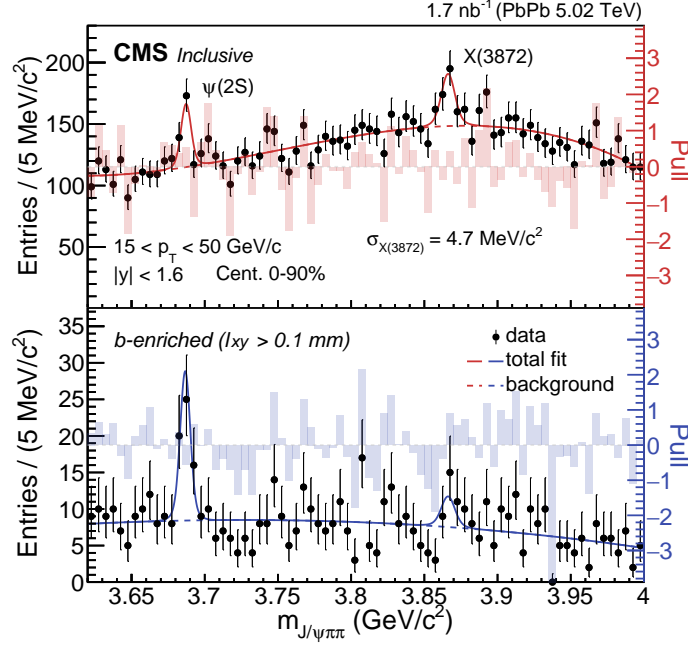 1.7 nb⁻¹ (PbPb 5.02 TeV)
CMS Inclusive
X(3872)
ψ(2S)
200
150
100
50
Entries / (5 MeV/c²)
3
2
1
0
−1
−2
−3
Pull
15 < p_T < 50 GeV/c
σ_X(3872) = 4.7 MeV/c²
|y| < 1.6 Cent. 0-90%
b-enriched (lxy > 0.1 mm)
data
total fit
background
35
30
25
20
15
10
5
0
Entries / (5 MeV/c²)
3
2
1
0
−1
−2
−3
Pull
3.65 3.7 3.75 3.8 3.85 3.9 3.95 4
m_J/ψππ (GeV/c²)